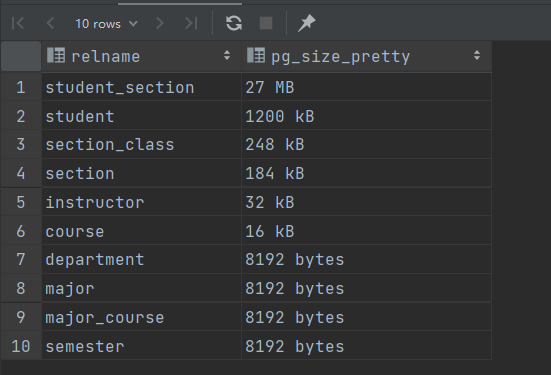 10 rows
relname pg_size_pretty
1 student_section 27 MB
2 student 1200 kB
3 section_class 248 kB
4 section 184 kB
5 instructor 32 kB
6 course 16 kB
7 department 8192 bytes
8 major 8192 bytes
9 major_course 8192 bytes
10 semester 8192 bytes